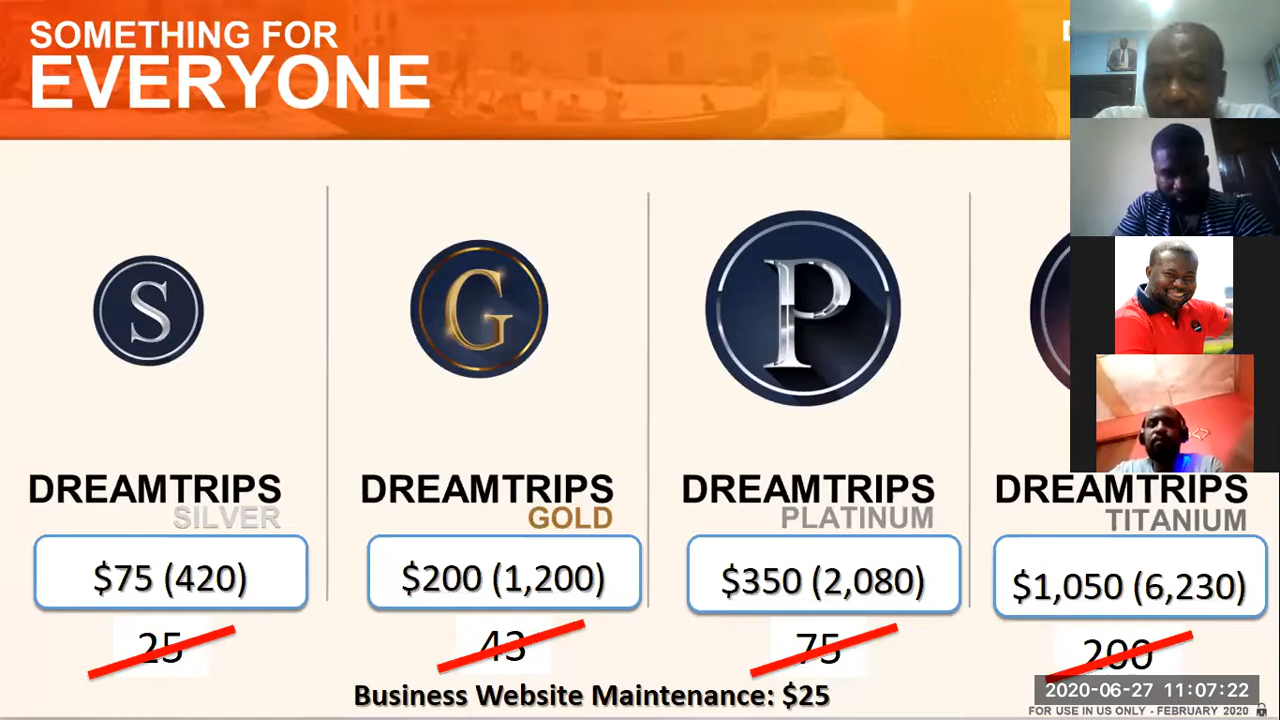 SOMETHING FOR
EVERYONE
S
G
P
DREAMTRIPS
SILVER
DREAMTRIPS
GOLD
DREAMTRIPS
PLATINUM
DREAMTRIPS
TITANIUM
$75 (420)
$200 (1,200)
$350 (2,080)
$1,050 (6,230)
25
43
75
200
Business Website Maintenance: $25
2020-06-27 11:07:22
FOR USE IN US ONLY - FEBRUARY 2020